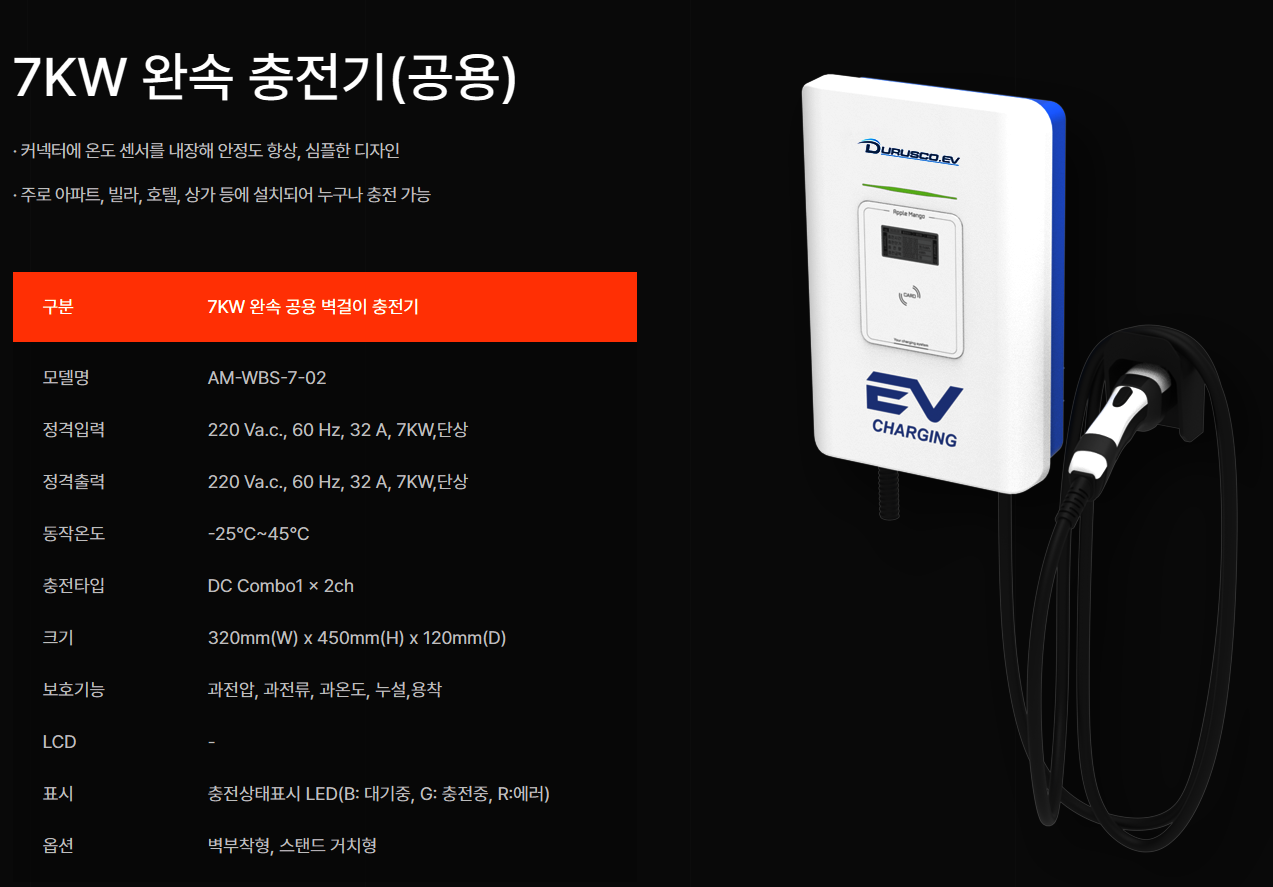 7KW 완속 충전기(공용)
· 커넥터에 온도 센서를 내장해 안정도 향상, 심플한 디자인
· 주로 아파트, 빌라, 호텔, 상가 등에 설치되어 누구나 충전 가능
구분 7KW 완속 공용 벽걸이 충전기
모델명 AM-WBS-7-02
정격입력 220 Va.c., 60 Hz, 32 A, 7KW,단상
정격출력 220 Va.c., 60 Hz, 32 A, 7KW,단상
동작온도 -25°C~45°C
충전타입 DC Combo1 × 2ch
크기 320mm(W) x 450mm(H) x 120mm(D)
보호기능 과전압, 과전류, 과온도, 누설,용착
LCD -
표시 충전상태표시 LED(B: 대기중, G: 충전중, R:에러)
옵션 벽부착형, 스탠드 거치형
DURUSCO.EV
Apple Mango
CARD
EV
CHARGING